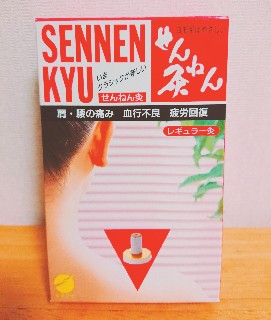 SENNEN
KYU
いま
クラシックが新しい
せんねん灸
せんねん灸
肩・腰の痛み 血行不良 疲労回復
レギュラー灸